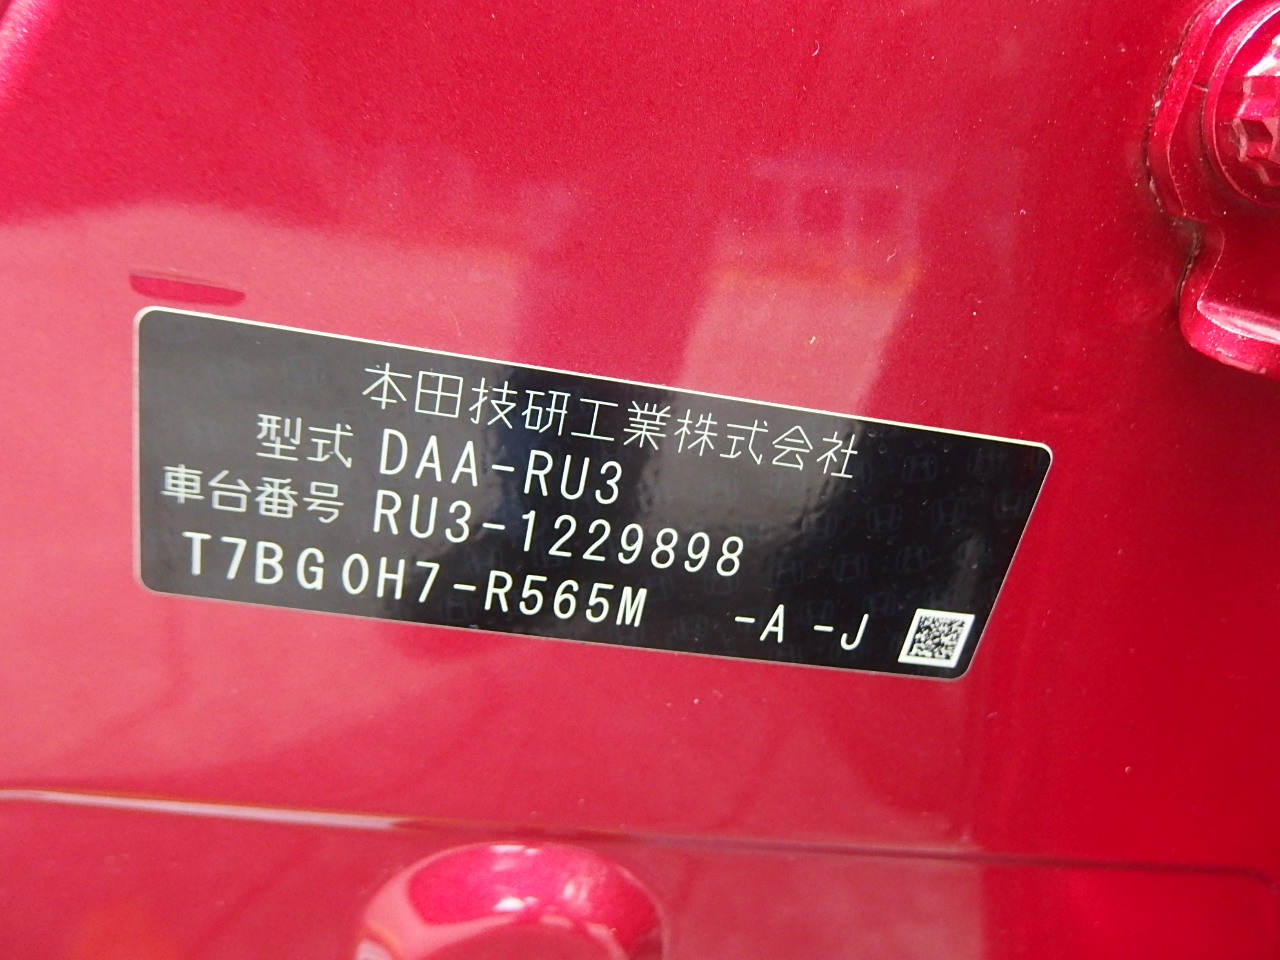 本田技研工業株式会社
型式 DAA-RU3
車台番号 RU3-1229898
T7BG0H7-R565M -A -J